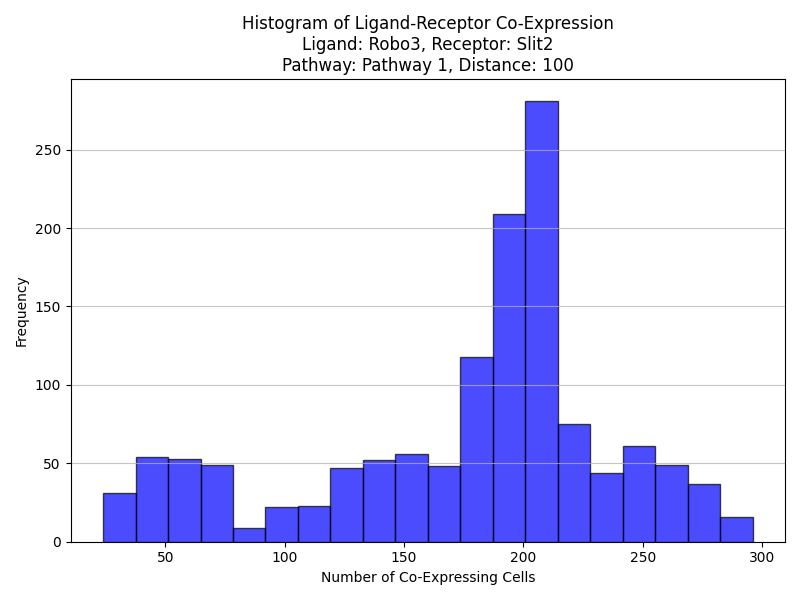 Histogram of Ligand-Receptor Co-Expression
Ligand: Robo3, Receptor: Slit2
Pathway: Pathway 1, Distance: 100
Frequency
250
200
150
100
50
0
50 100 150 200 250 300
Number of Co-Expressing Cells